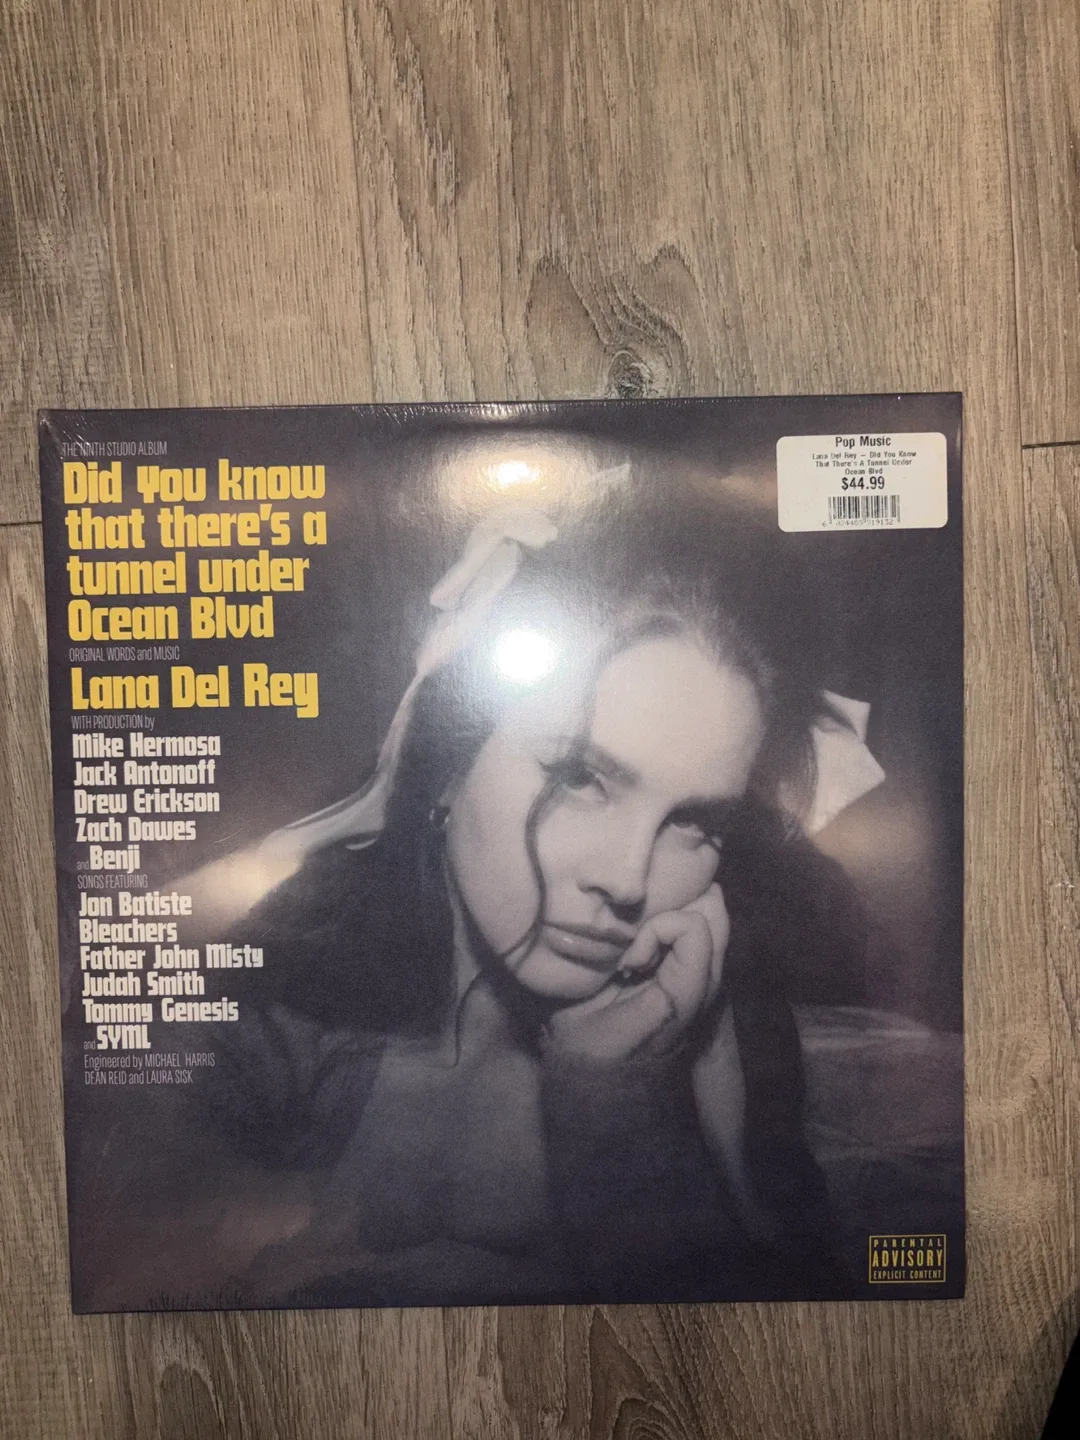 THE NINTH STUDIO ALBUM
Did you know
that there's a
tunnel under
Ocean Blvd
ORIGINAL WORDS and MUSIC
Lana Del Rey
WITH PRODUCTION by
Mike Hermosa
Jack Antonoff
Drew Erickson
Zach Dawes
and Benji
SONGS FEATURING
Jon Batiste
Bleachers
Father John Misty
Judah Smith
Tommy Genesis
and SYML
Engineered by MICHAEL HARRIS
DEAN REID and LAURA SISK
Pop Music
Lana Del Rey – Did You Know
That There's A Tunnel Under
Ocean Blvd
$44.99
PARENTAL
ADVISORY
EXPLICIT CONTENT